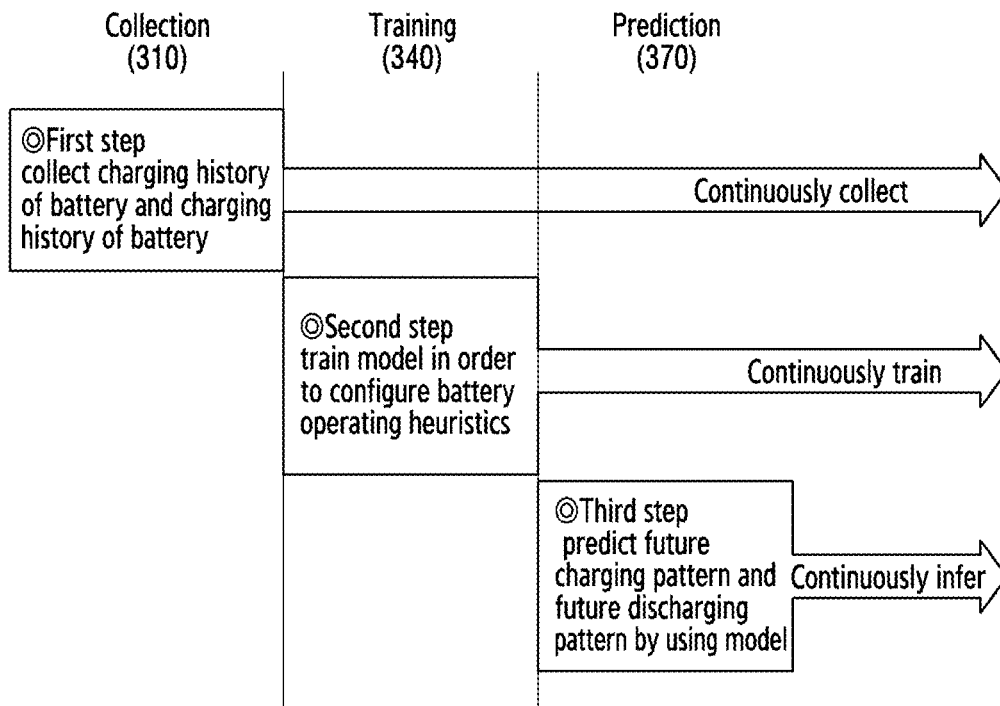 Collection
(310)
Training
(340)
Prediction
(370)
◎First step
collect charging history
of battery and charging
history of battery
Continuously collect
◎Second step
train model in order
to configure battery
operating heuristics
Continuously train
◎Third step
predict future
charging pattern and
future discharging
pattern by using model
Continuously infer